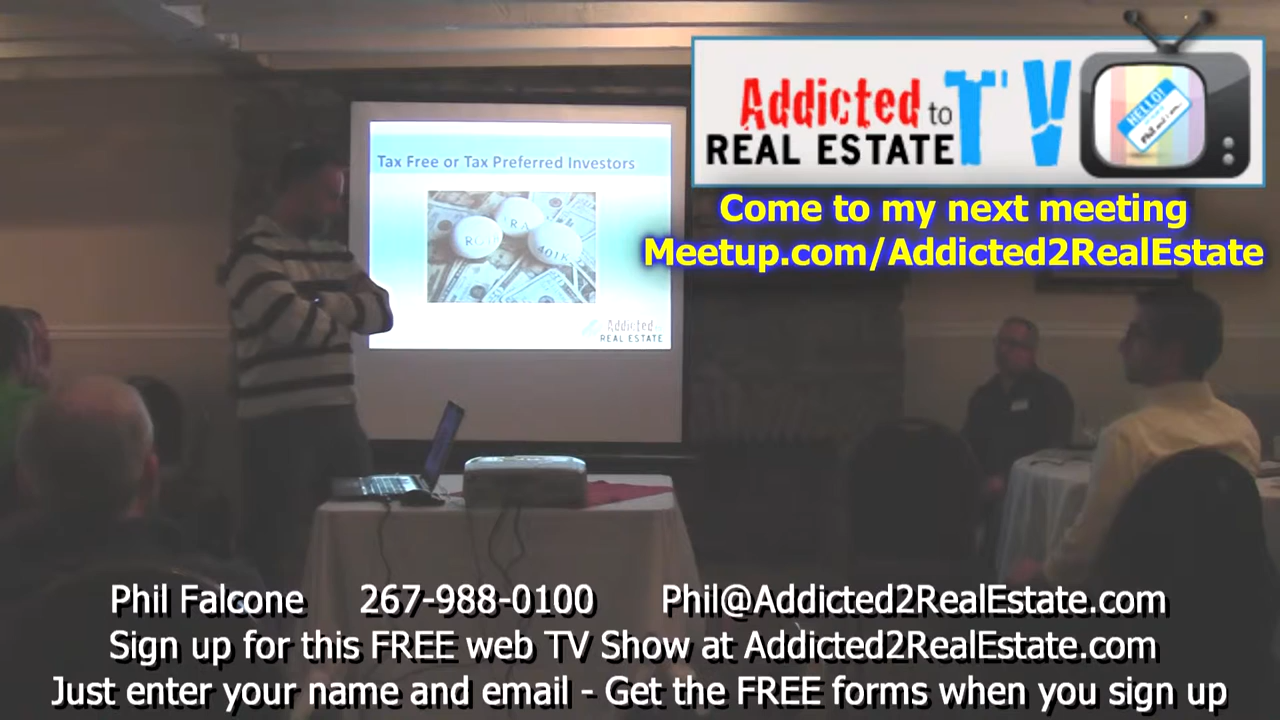 Addicted to
REAL ESTATE
TV
HELLO!
Come to my next meeting
Meetup.com/Addicted2RealEstate
Tax Free or Tax Preferred Investors
IRA
401K
Addicted to
REAL ESTATE
Phil Falcone 267-988-0100 Phil@Addicted2RealEstate.com
Sign up for this FREE web TV Show at Addicted2RealEstate.com
Just enter your name and email - Get the FREE forms when you sign up